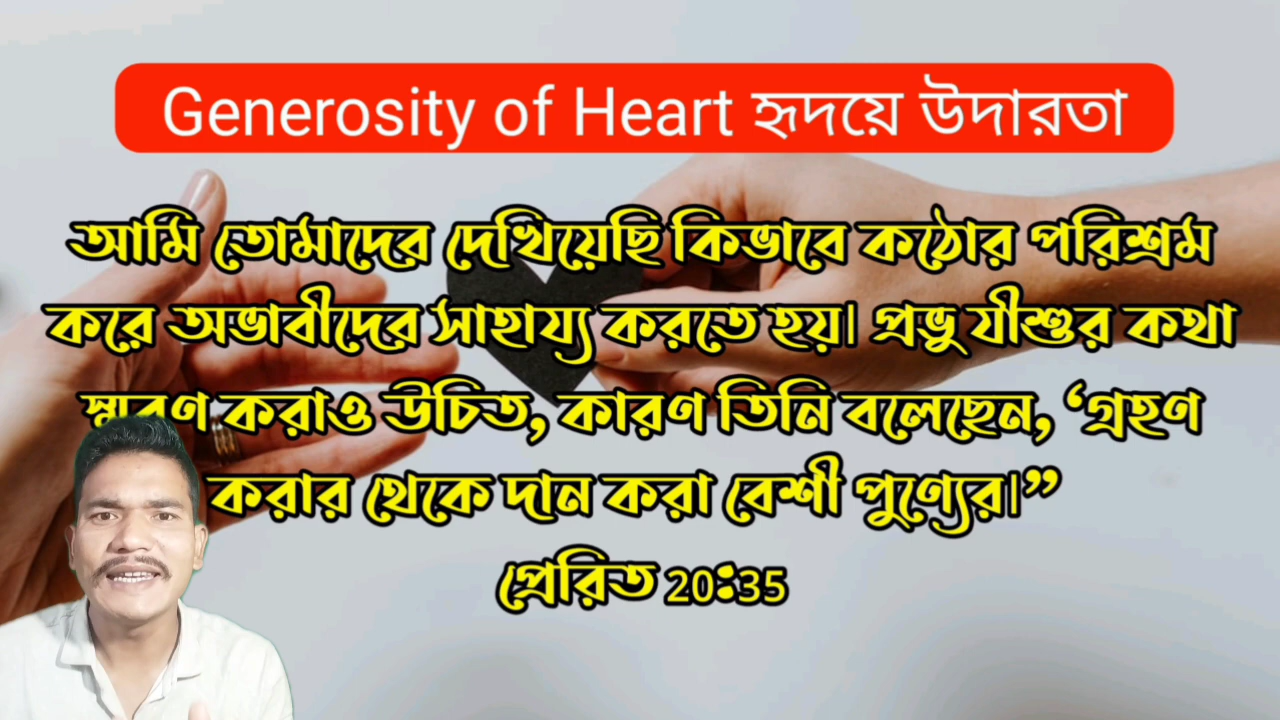 Generosity of Heart হৃদয়ে উদারতা
আমি তোমাদের দেখিয়েছি কিভাবে কঠোর পরিশ্রম
করে অভাবীদের সাহায্য করতে হয়। প্রভু যীশুর কথা
স্মরণ করাও উচিত, কারণ তিনি বলেছেন, ‘গ্রহণ
করার থেকে দান করা বেশী পুণ্যের।”
প্রেরিত 20ঃ35